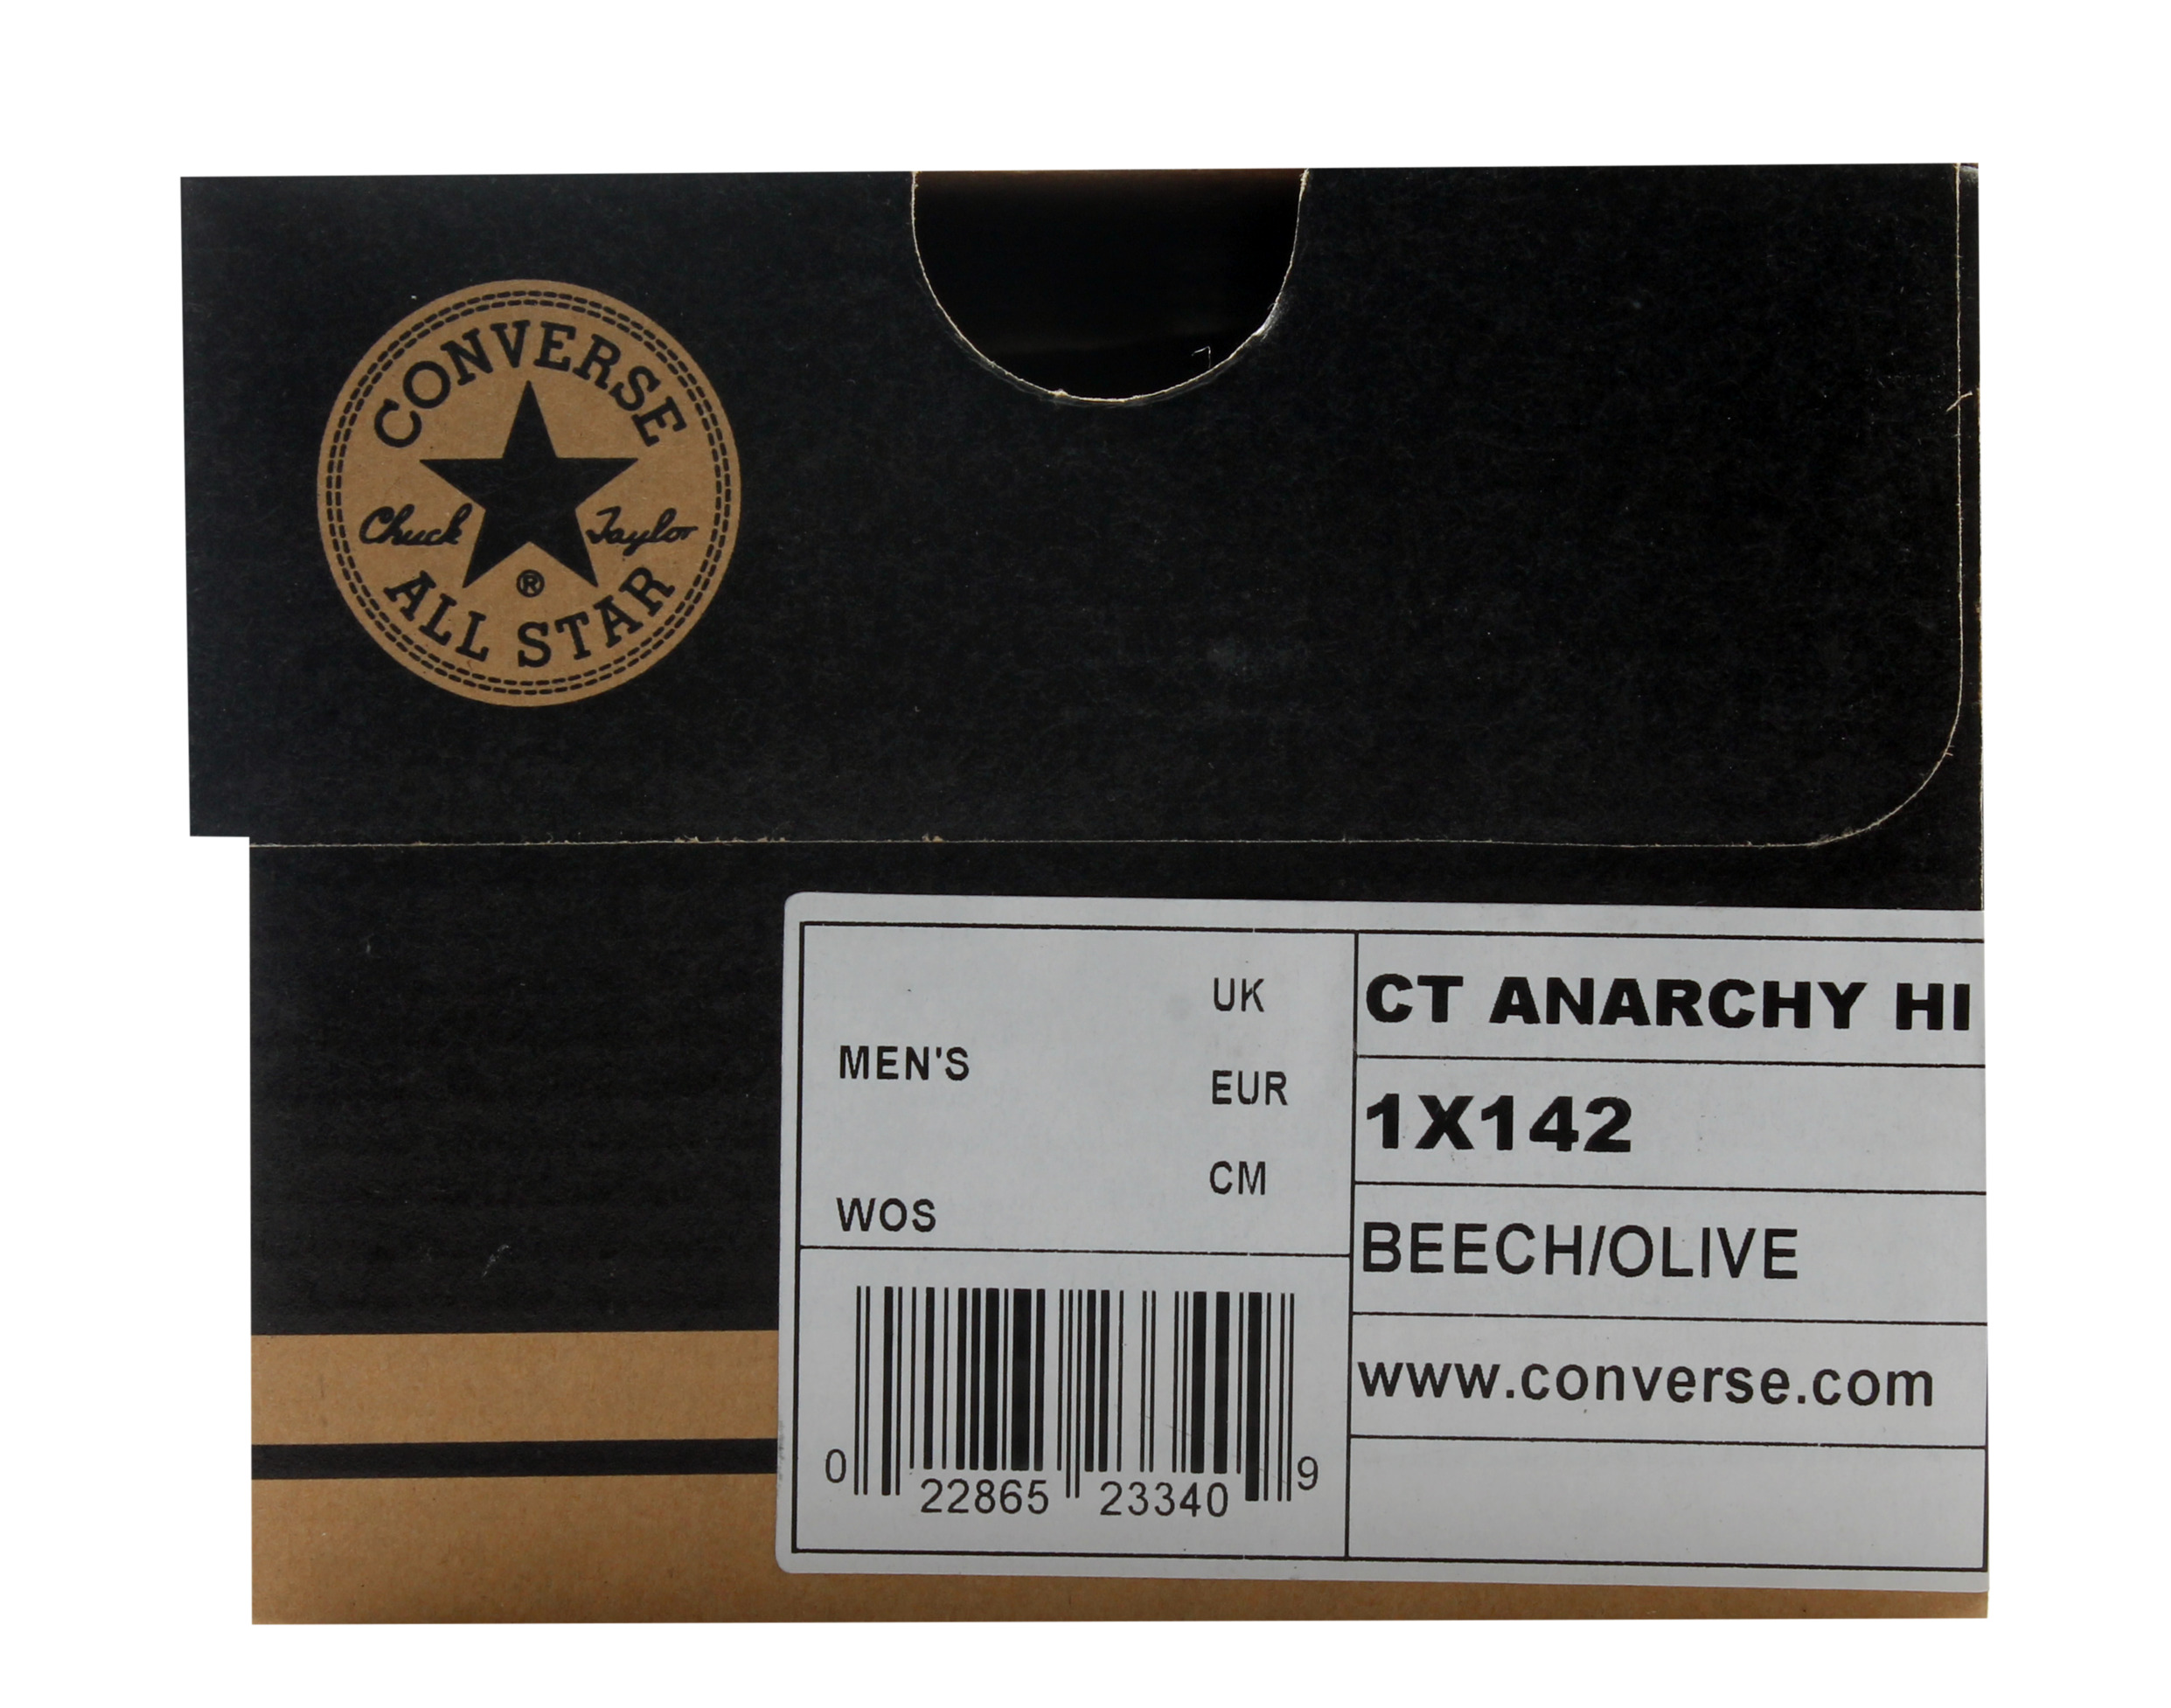 CONVERSE
Chuck Taylor
®
ALL STAR
UK
MEN'S
EUR
CM
WOS
0 22865 23340 9
CT ANARCHY HI
1X142
BEECH/OLIVE
www.converse.com